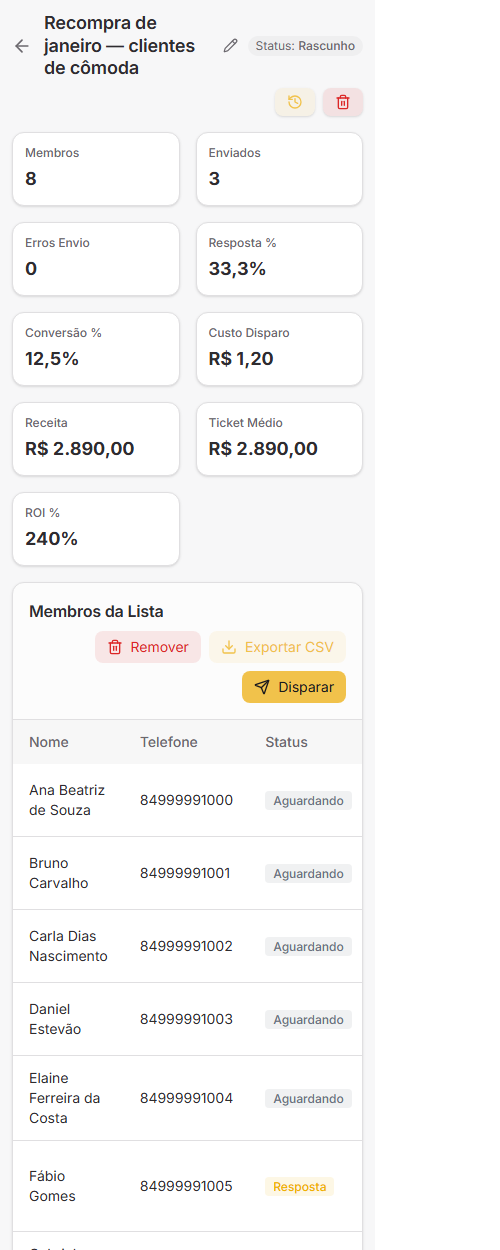 Recompra de
janeiro — clientes
de cômoda
Status: Rascunho
Membros
8
Enviados
3
Erros Envio
0
Resposta %
33,3%
Conversão %
12,5%
Custo Disparo
R$ 1,20
Receita
R$ 2.890,00
Ticket Médio
R$ 2.890,00
ROI %
240%
Membros da Lista
Remover
Exportar CSV
Disparar
Nome Telefone Status
Ana Beatriz
de Souza
84999991000
Aguardando
Bruno
Carvalho
84999991001
Aguardando
Carla Dias
Nascimento
84999991002
Aguardando
Daniel
Estevão
84999991003
Aguardando
Elaine
Ferreira da
Costa
84999991004
Aguardando
Fábio
Gomes
84999991005
Resposta